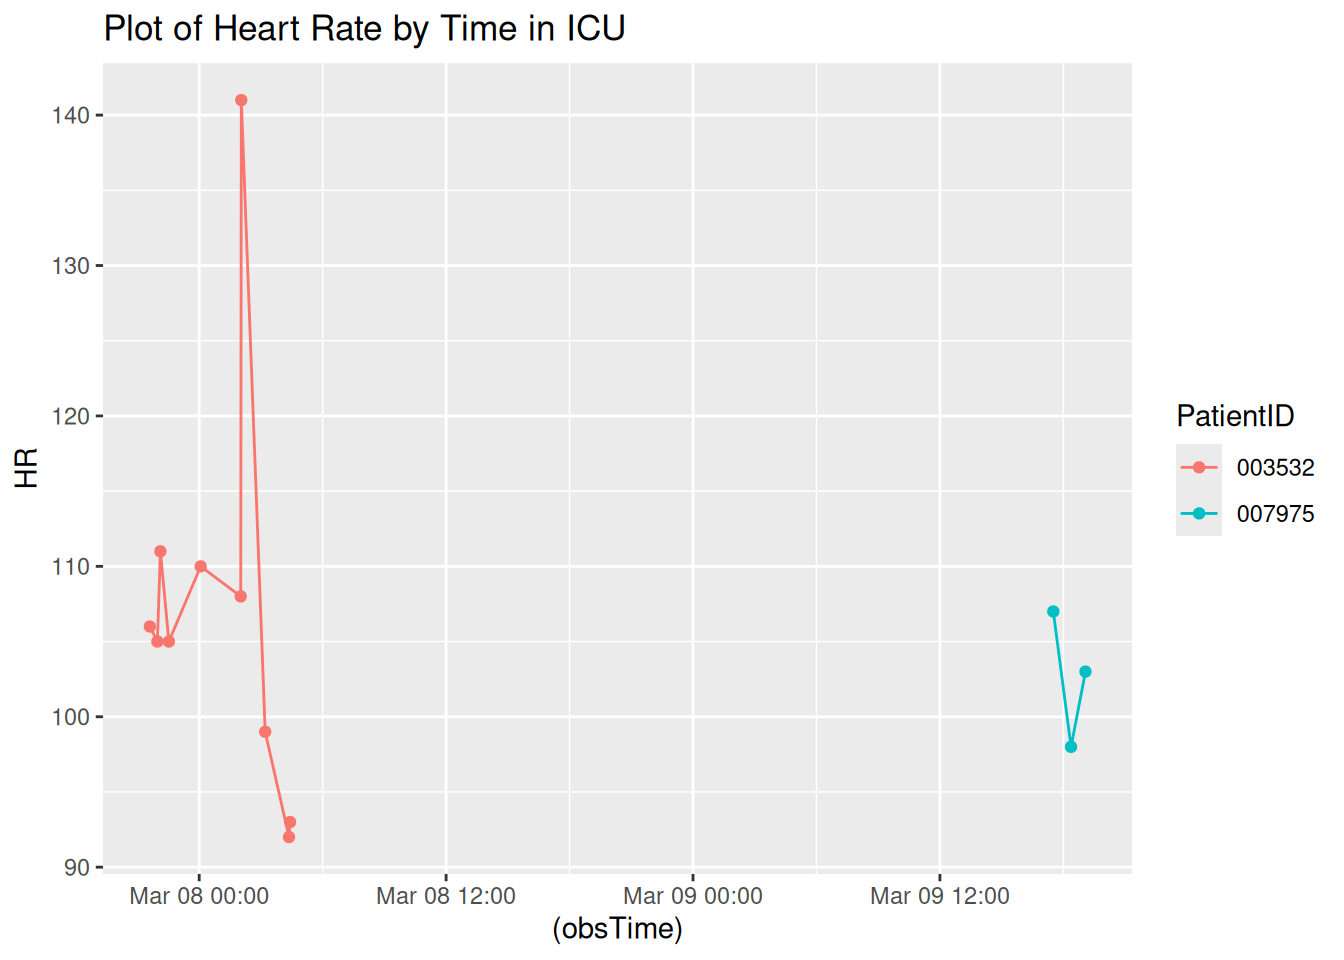 Plot of Heart Rate by Time in ICU
140
130
120
110
100
90
HR
Mar 08 00:00
Mar 08 12:00
Mar 09 00:00
Mar 09 12:00
(obsTime)
PatientID
003532
007975